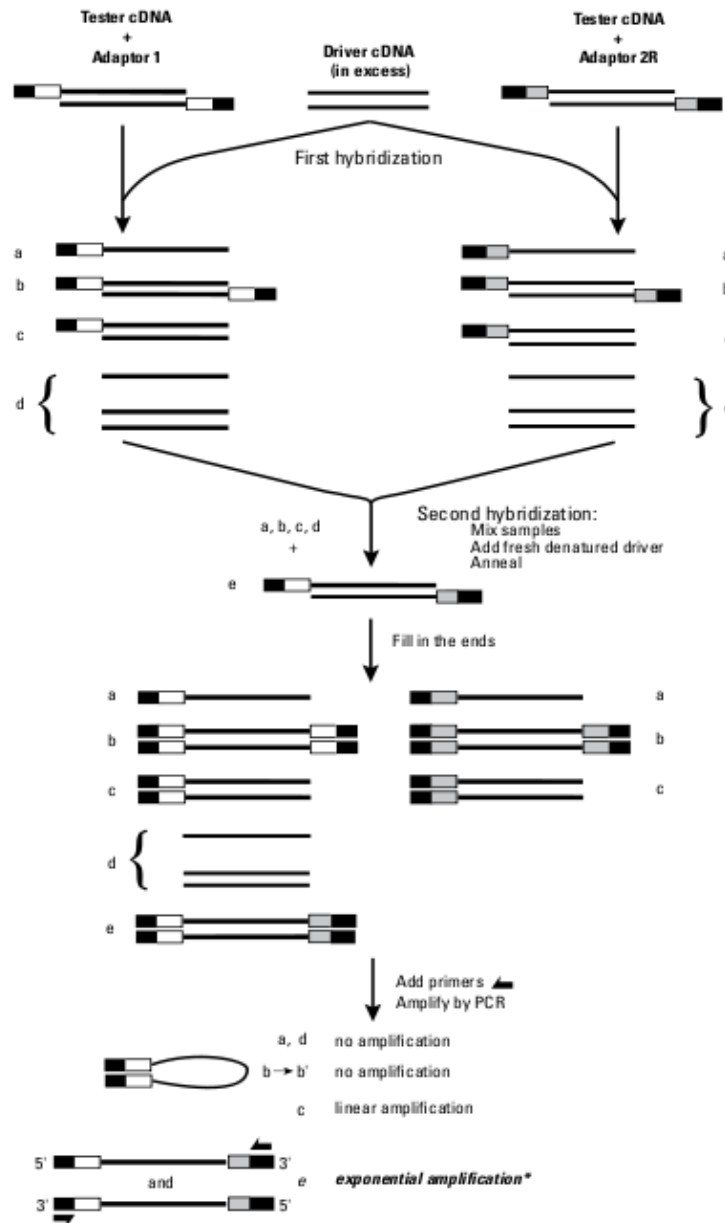 Tester cDNA
+
Adaptor 1
Driver cDNA
(in excess)
Tester cDNA
+
Adaptor 2R
First hybridization
a
b
c
d
a
b
a, b, c, d
+
e
Second hybridization:
Mix samples
Add fresh denatured driver
Anneal
Fill in the ends
a
a
b
b
c
c
d
e
Add primers
Amplify by PCR
a, d no amplification
b→b' no amplification
c linear amplification
5' 3'
and e exponential amplification*
3' 5'